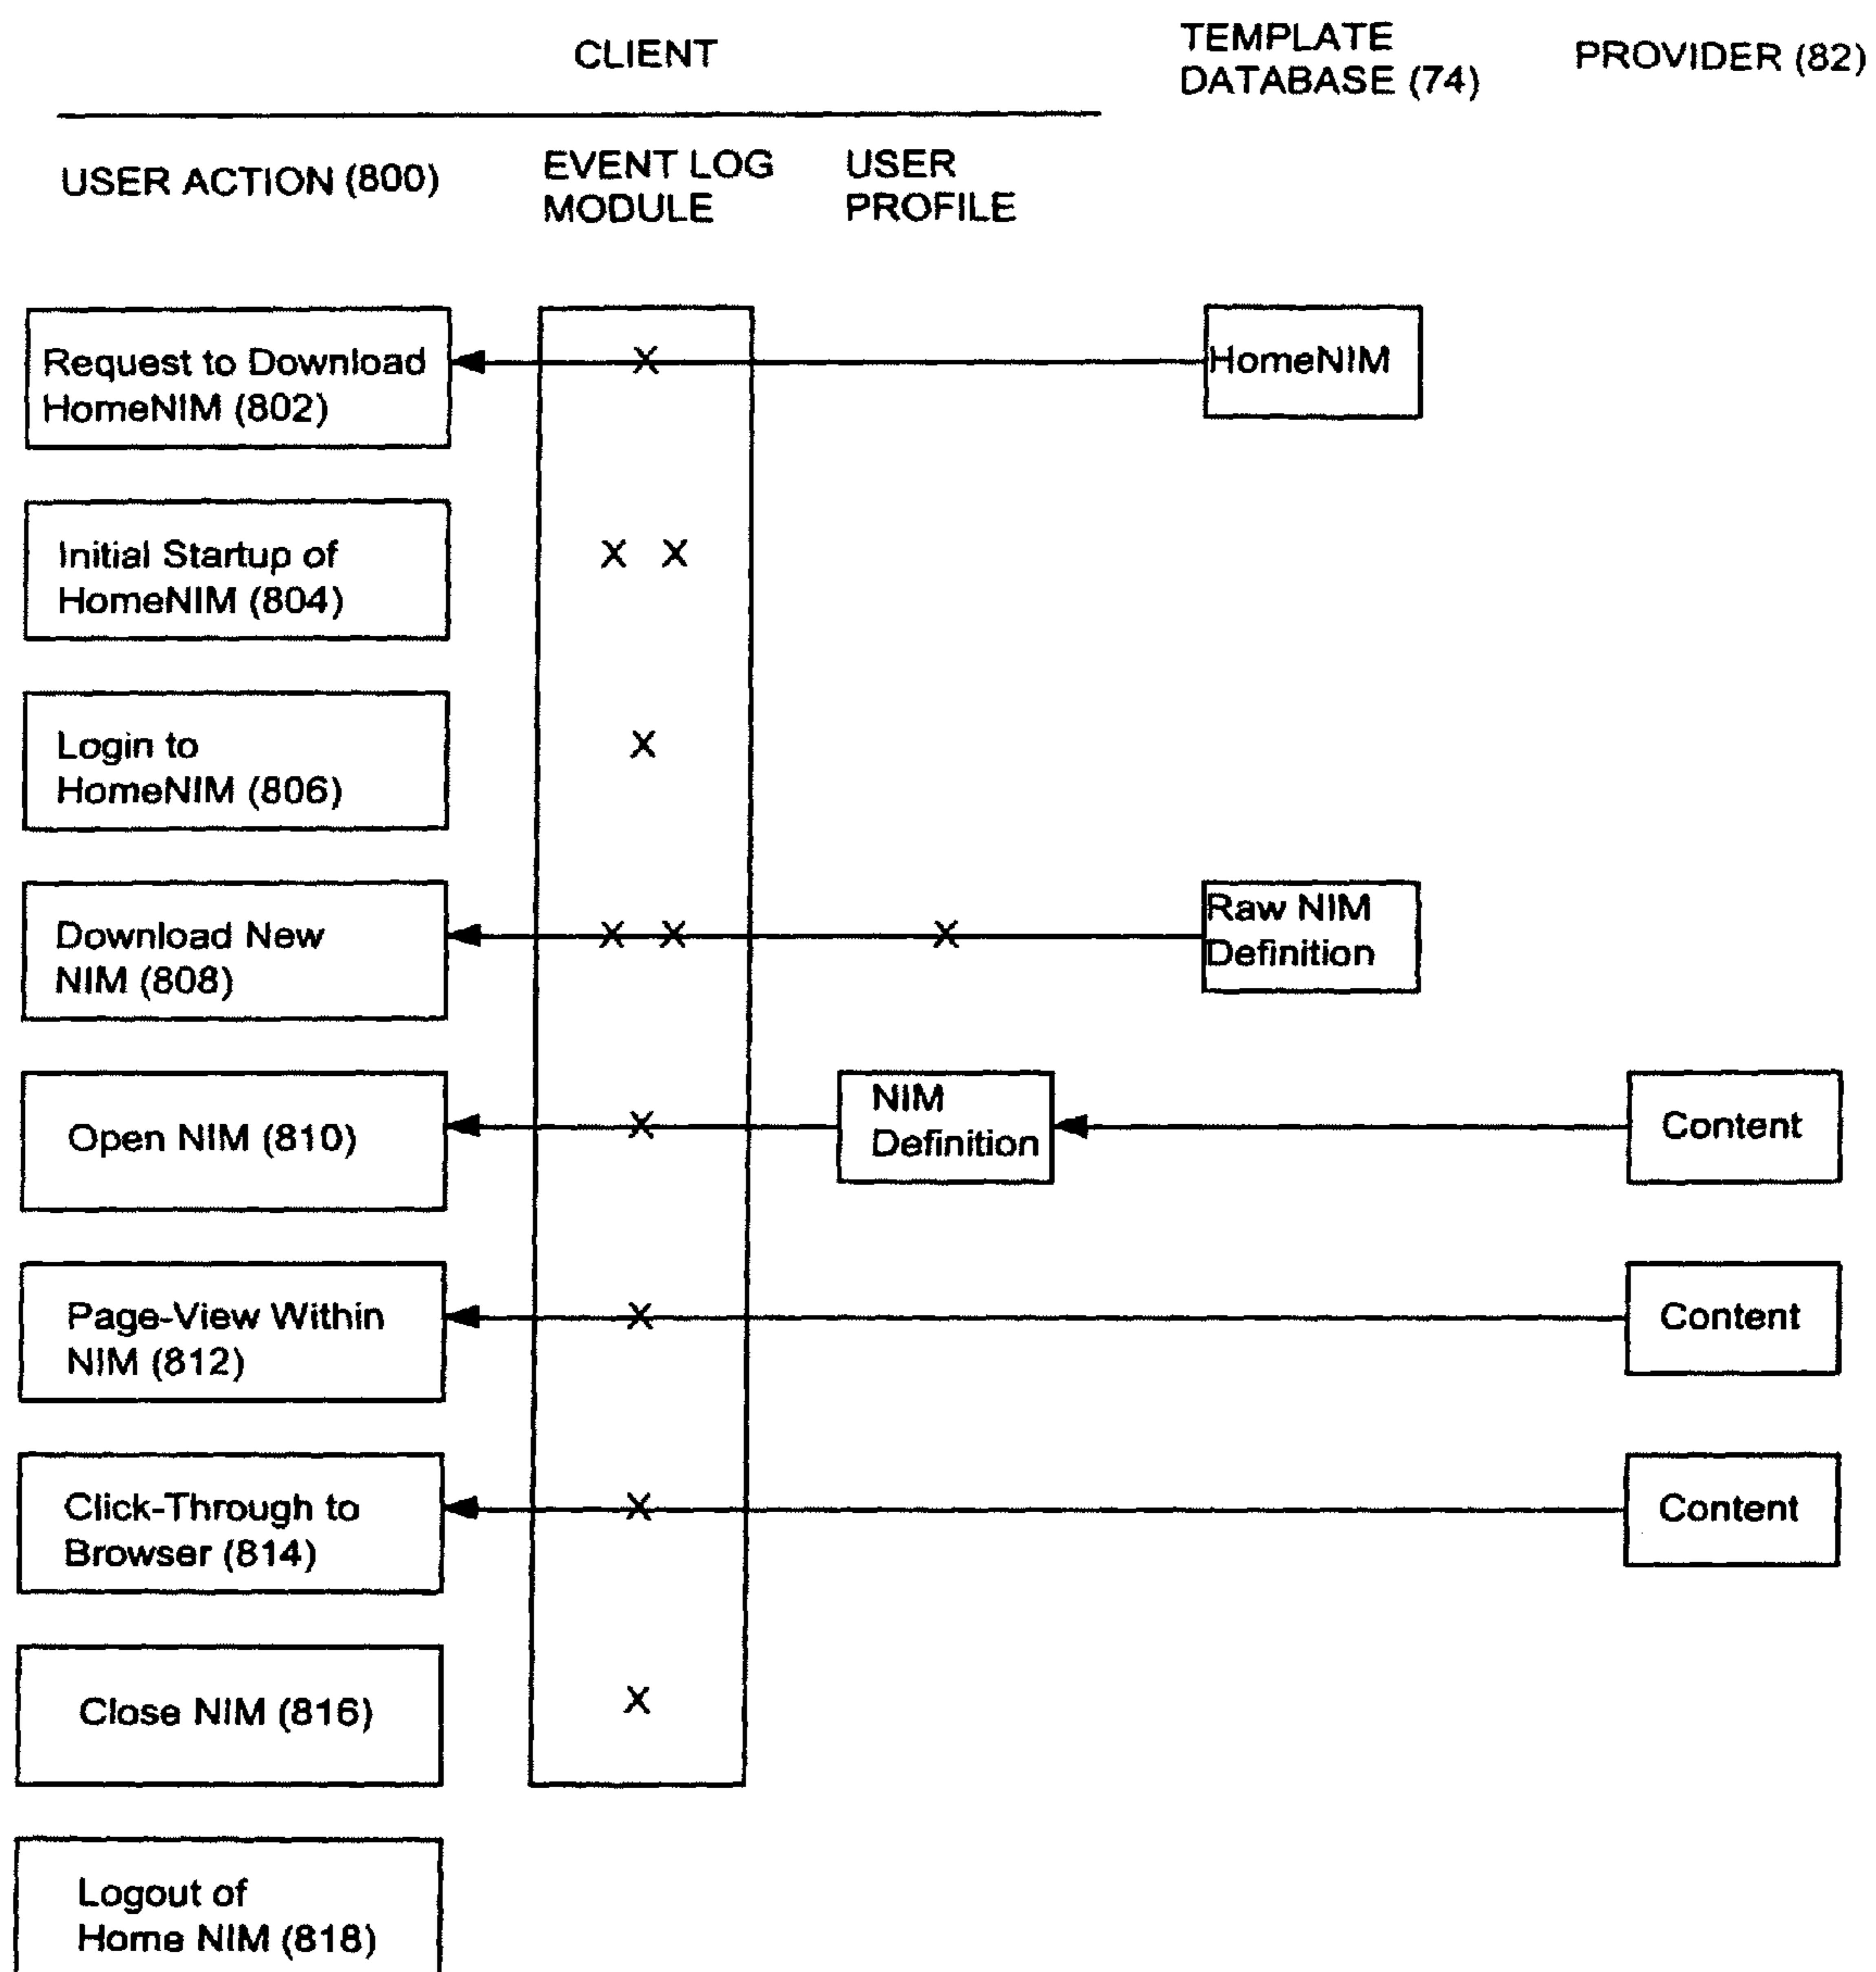 CLIENT
TEMPLATE
DATABASE (74)
PROVIDER (82)
USER ACTION (800)
EVENT LOG
MODULE
USER
PROFILE
Request to Download
HomeNIM (802)
X
HomeNIM
Initial Startup of
HomeNIM (804)
X X
Login to
HomeNIM (806)
X
Download New
NIM (808)
X X X
Raw NIM
Definition
Open NIM (810)
X
NIM
Definition
Content
Page-View Within
NIM (812)
X
Content
Click-Through to
Browser (814)
X
Content
Close NIM (816)
X
Logout of
Home NIM (818)